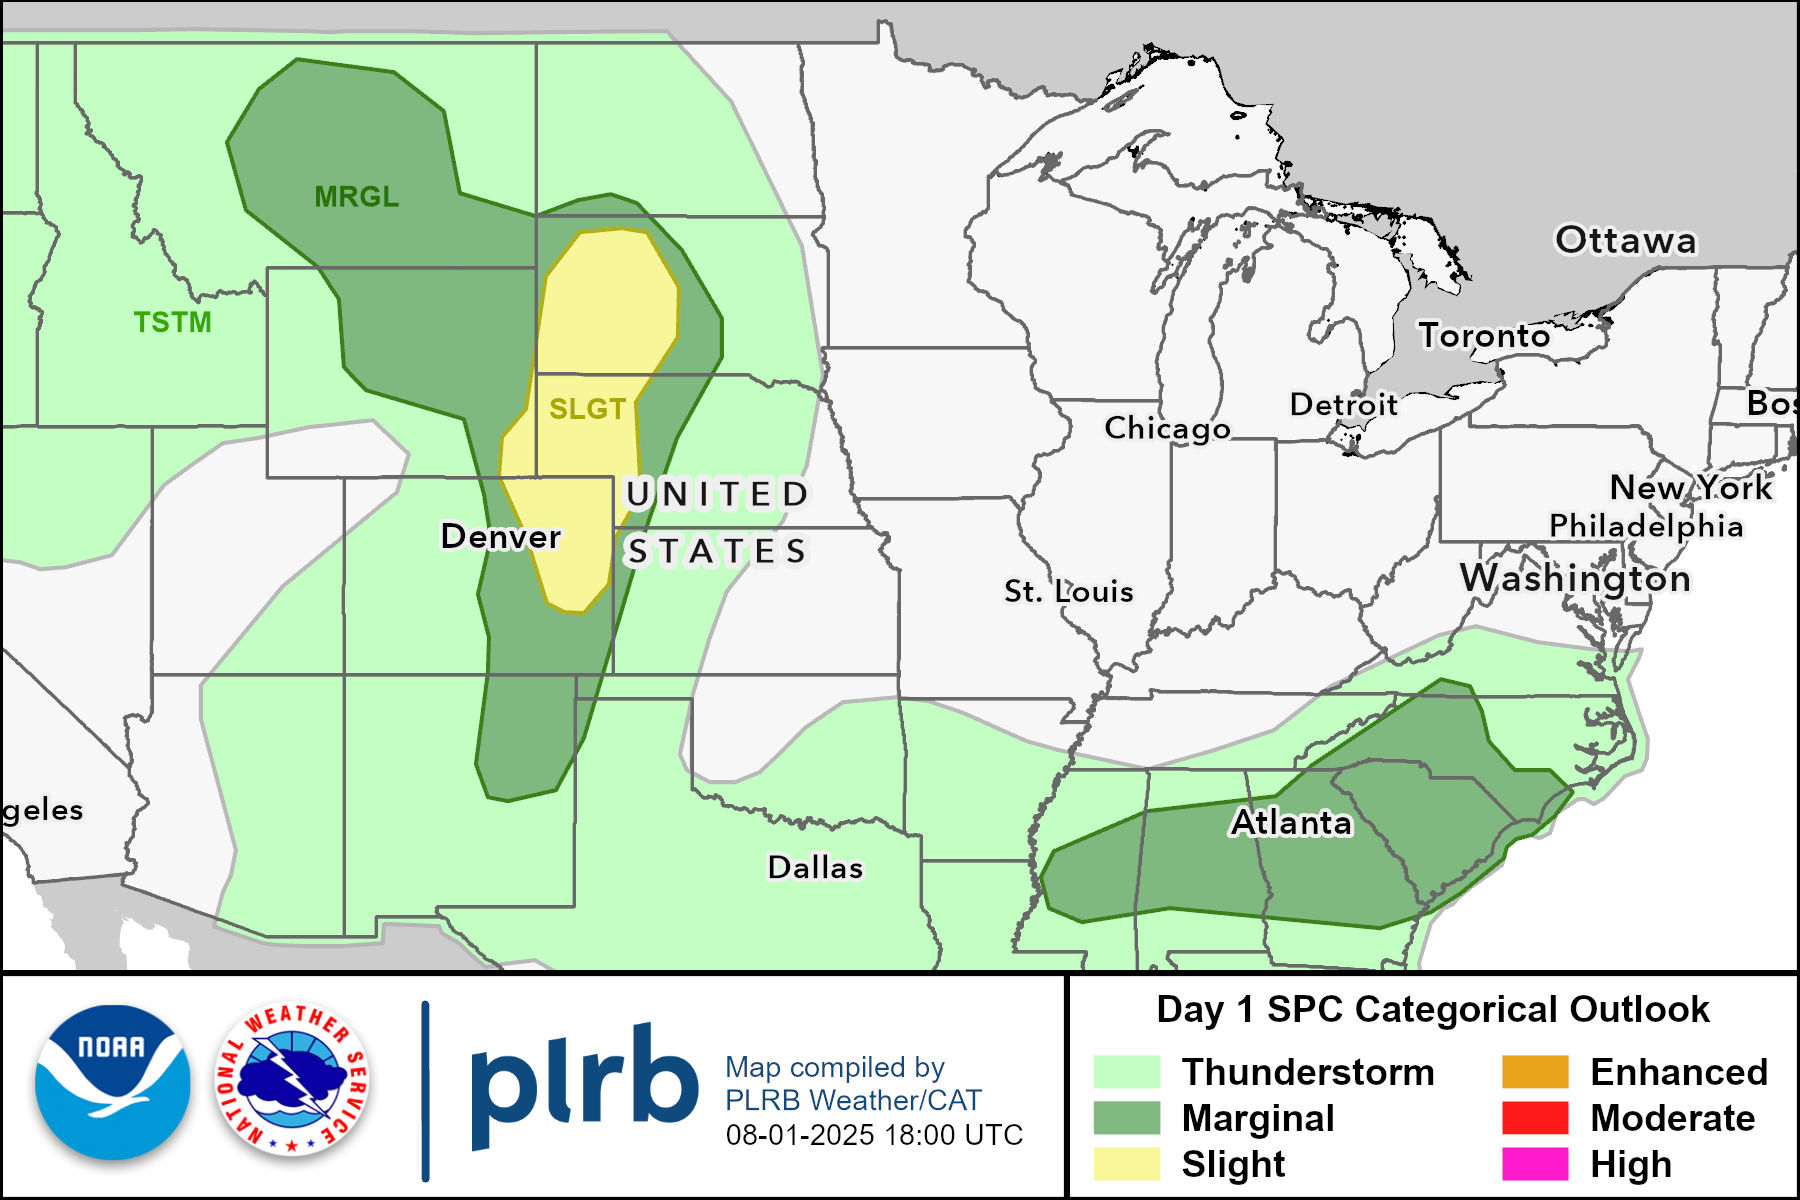 MRGL
Ottawa
TSTM
Toronto
SLGT
Detroit
Bos
Chicago
UNITED
New York
Denver
Philadelphia
STATES
Washington
St. Louis
geles
Atlanta
Dallas
NOAA
NATIONAL WEATHER SERVICE
plrb
Map compiled by
PLRB Weather/CAT
08-01-2025 18:00 UTC
Day 1 SPC Categorical Outlook
Thunderstorm
Enhanced
Marginal
Moderate
Slight
High